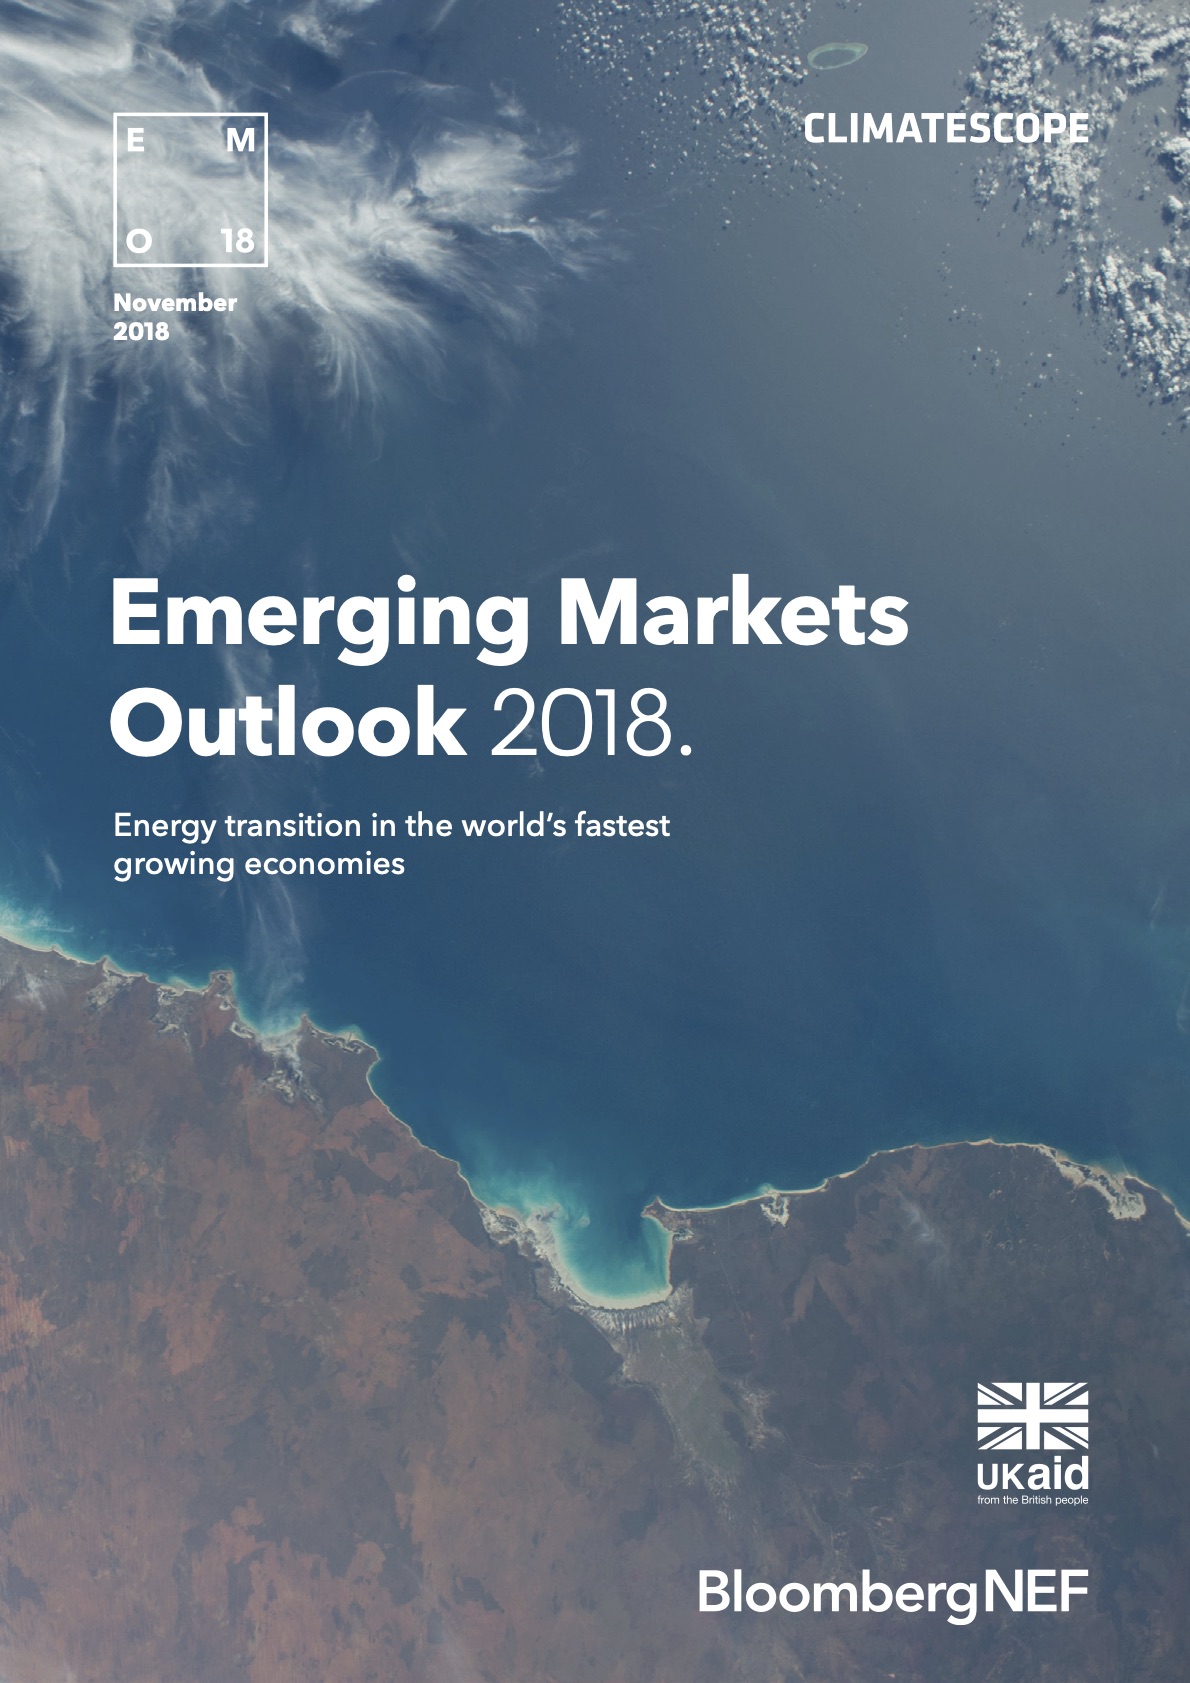 E M
O 18
CLIMATESCOPE
November
2018
Emerging Markets
Outlook 2018.
Energy transition in the world’s fastest
growing economies
UKaid
from the British people
BloombergNEF